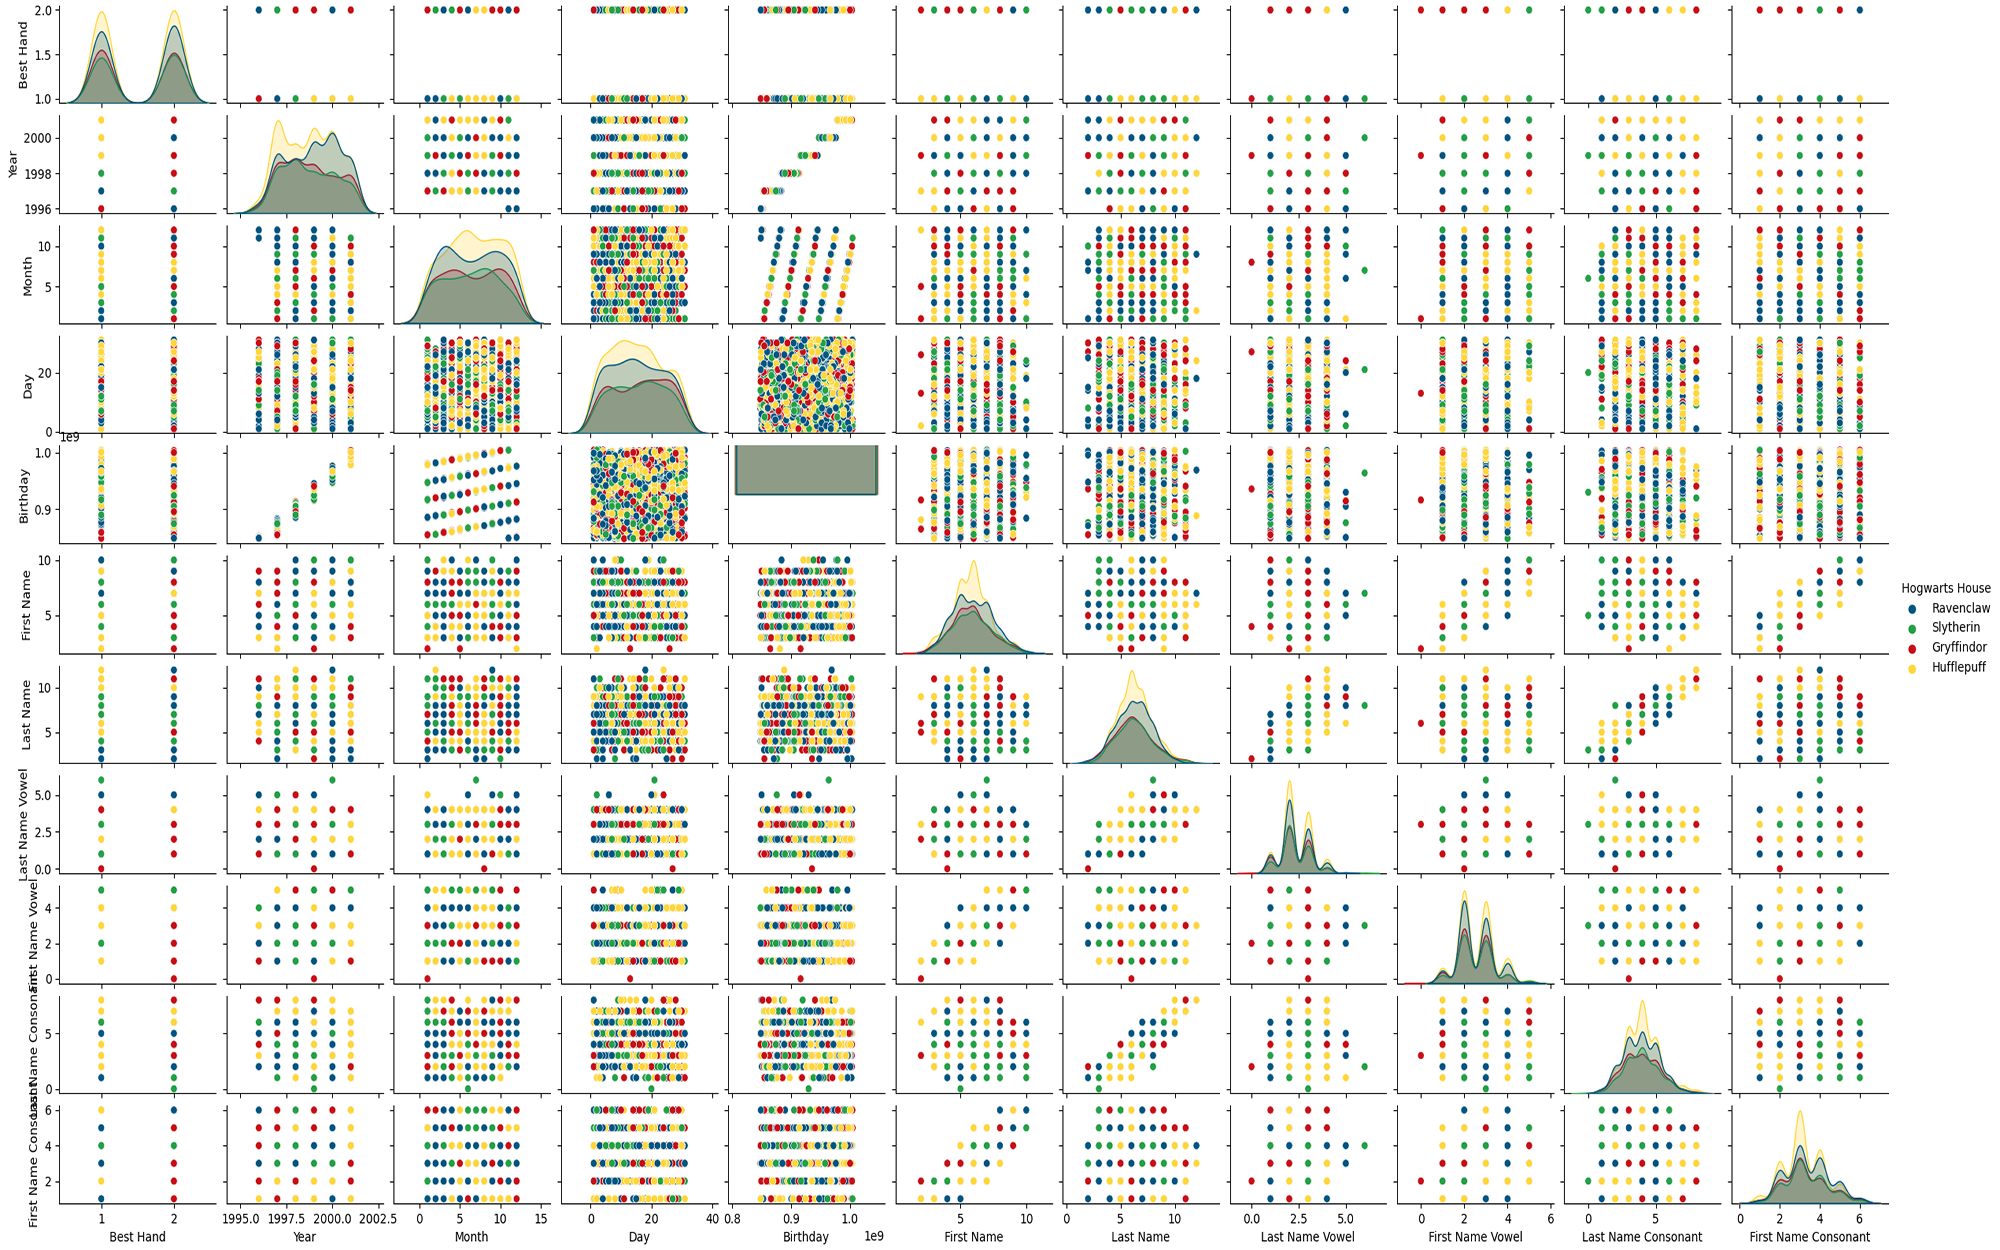 2.0
1.5
1.0
Best Hand
2000
1998
1996
Year
10
5
Month
20
0
Day
1e9
1.0
0.9
Birthday
10
5
First Name
10
5
Last Name
5.0
2.5
0.0
Last Name Vowel
4
2
0
First Name Vowel
5
0
Last Name Consonant
6
4
2
First Name Consonant
Hogwarts House
Ravenclaw
Slytherin
Gryffindor
Hufflepuff
1 2
1995.0 1997.5 2000.0 2002.5
0 5 10 15
0 20 40
0.8 0.9 1.0
1e9
5 10
0 5 10
0.0 2.5 5.0
0 2 4 6
0 5
0 2 4 6
Best Hand Year Month Day Birthday First Name Last Name Last Name Vowel First Name Vowel Last Name Consonant First Name Consonant